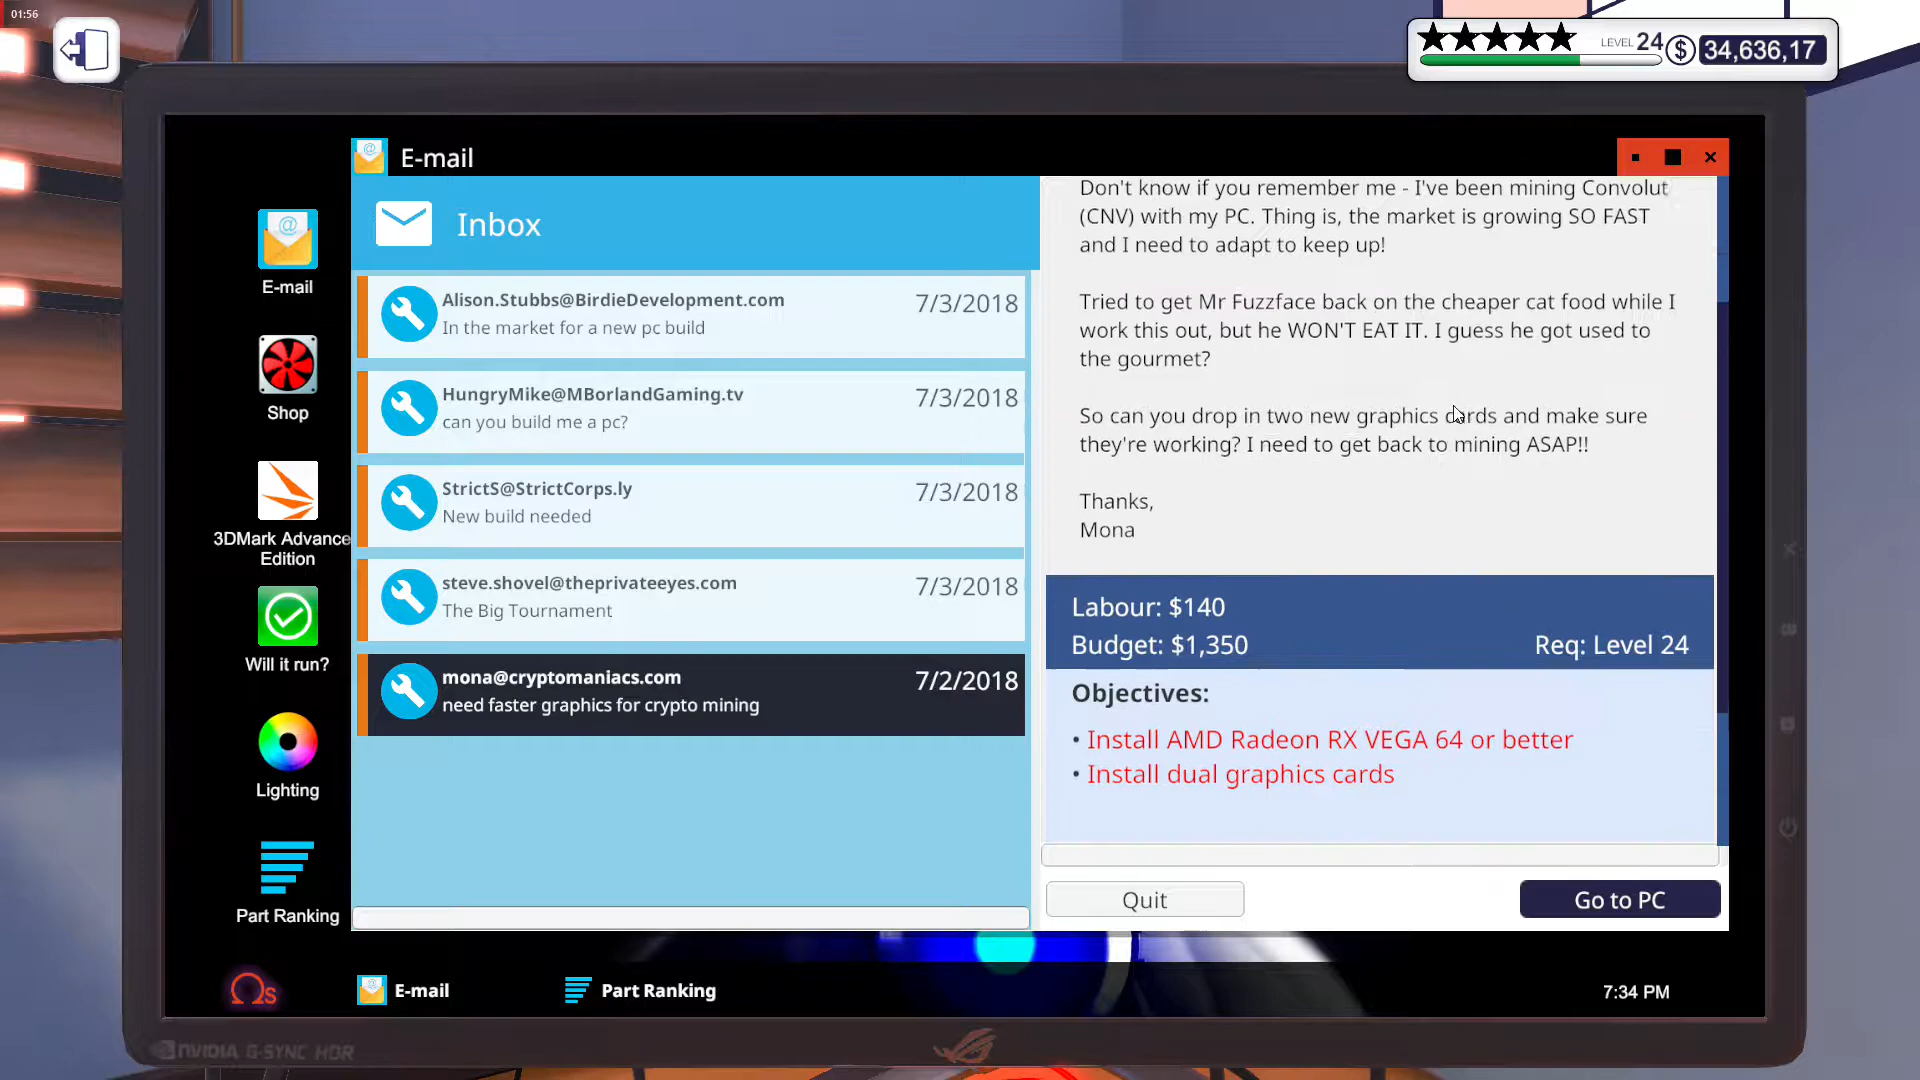 01:56
LEVEL 24
$ 34,636,17
E-mail
Inbox
Alison.Stubbs@BirdieDevelopment.com
7/3/2018
In the market for a new pc build
HungryMike@MBorlandGaming.tv
7/3/2018
can you build me a pc?
StrictS@StrictCorps.ly
7/3/2018
New build needed
steve.shovel@theprivateeyes.com
7/3/2018
The Big Tournament
mona@cryptomaniacs.com
7/2/2018
need faster graphics for crypto mining
E-mail
Shop
3DMark Advance
Edition
Will it run?
Lighting
Part Ranking
Don't know if you remember me - I've been mining Convolut
(CNV) with my PC. Thing is, the market is growing SO FAST
and I need to adapt to keep up!
Tried to get Mr Fuzzface back on the cheaper cat food while I
work this out, but he WON'T EAT IT. I guess he got used to
the gourmet?
So can you drop in two new graphics cards and make sure
they're working? I need to get back to mining ASAP!!
Thanks,
Mona
Labour: $140
Budget: $1,350
Req: Level 24
Objectives:
• Install AMD Radeon RX VEGA 64 or better
• Install dual graphics cards
Quit
Go to PC
Ωs
E-mail
Part Ranking
7:34 PM
NVIDIA G-SYNC HDR